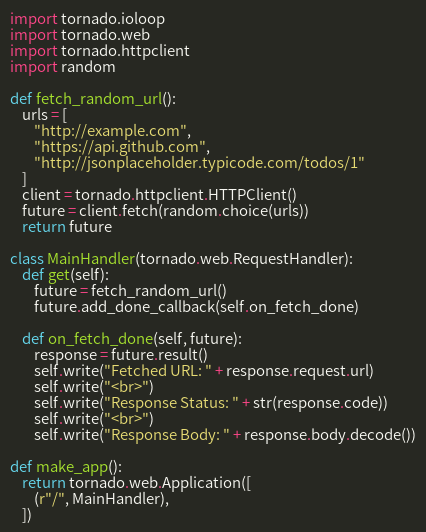 import tornado.ioloop
import tornado.web
import tornado.httpclient
import random

def fetch_random_url():
    urls = [
        "http://example.com",
        "https://api.github.com",
        "http://jsonplaceholder.typicode.com/todos/1"
    ]
    client = tornado.httpclient.HTTPClient()
    future = client.fetch(random.choice(urls))
    return future

class MainHandler(tornado.web.RequestHandler):
    def get(self):
        future = fetch_random_url()
        future.add_done_callback(self.on_fetch_done)

    def on_fetch_done(self, future):
        response = future.result()
        self.write("Fetched URL: " + response.request.url)
        self.write("<br>")
        self.write("Response Status: " + str(response.code))
        self.write("<br>")
        self.write("Response Body: " + response.body.decode())

def make_app():
    return tornado.web.Application([
        (r"/", MainHandler),
    ])